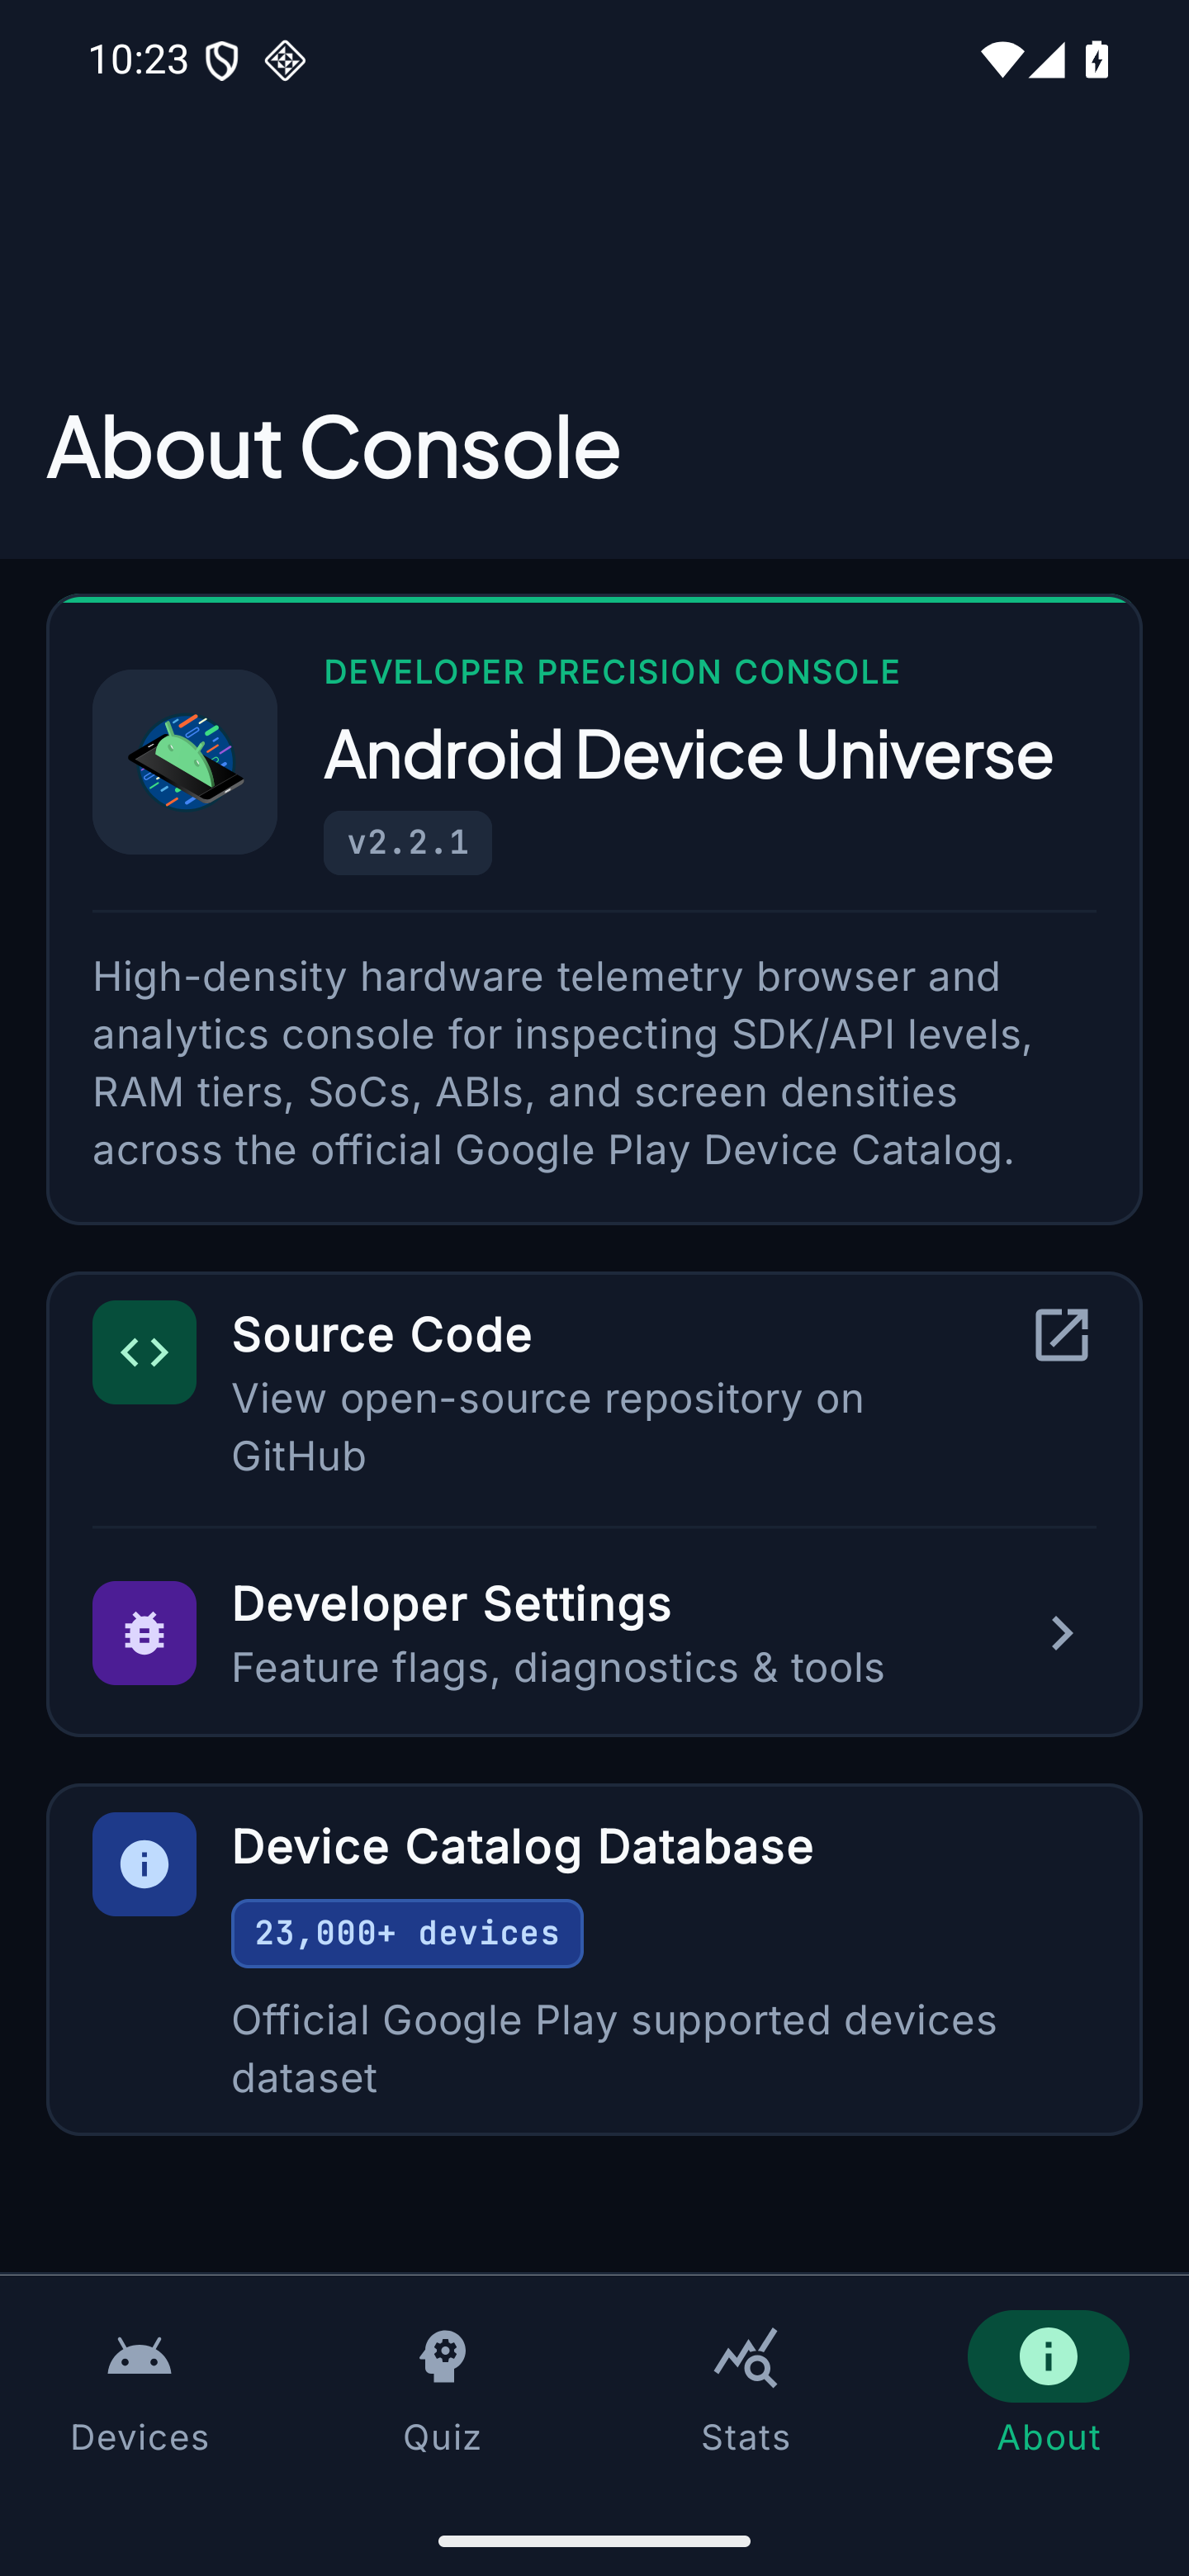 10:23
About Console
DEVELOPER PRECISION CONSOLE
Android Device Universe
v2.2.1
High-density hardware telemetry browser and
analytics console for inspecting SDK/API levels,
RAM tiers, SoCs, ABIs, and screen densities
across the official Google Play Device Catalog.
Source Code
View open-source repository on
GitHub
Developer Settings
Feature flags, diagnostics & tools
Device Catalog Database
23,000+ devices
Official Google Play supported devices
dataset
Devices
Quiz
Stats
About